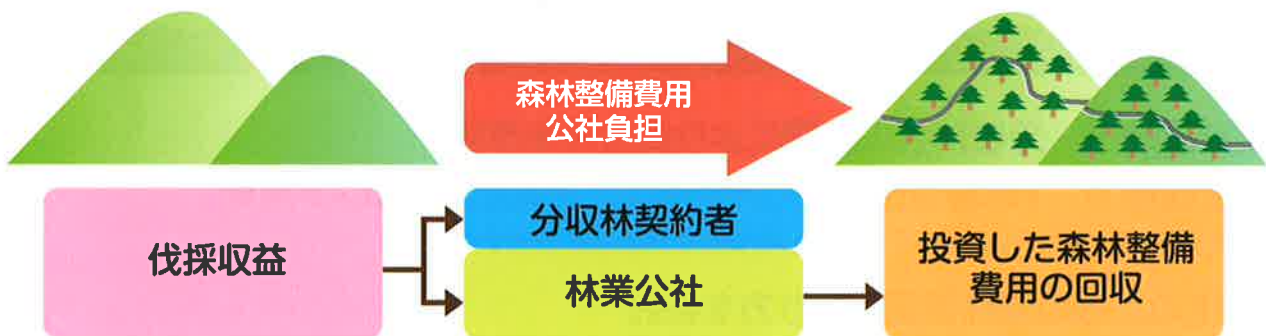 森林整備費用
公社負担
伐採収益
分収林契約者
林業公社
投資した森林整備
費用の回収